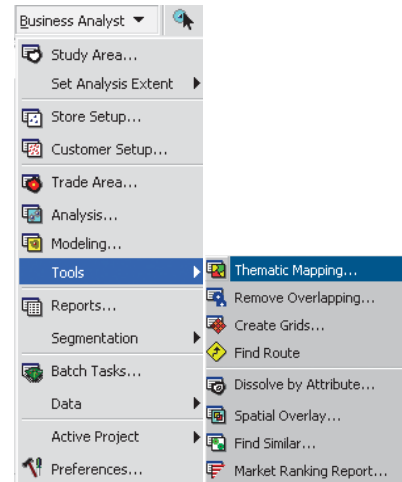 Business Analyst
Study Area...
Set Analysis Extent
Store Setup...
Customer Setup...
Trade Area...
Analysis...
Modeling...
Tools
Reports...
Segmentation
Batch Tasks...
Data
Active Project
Preferences...
Thematic Mapping...
Remove Overlapping...
Create Grids...
Find Route
Dissolve by Attribute...
Spatial Overlay...
Find Similar...
Market Ranking Report...